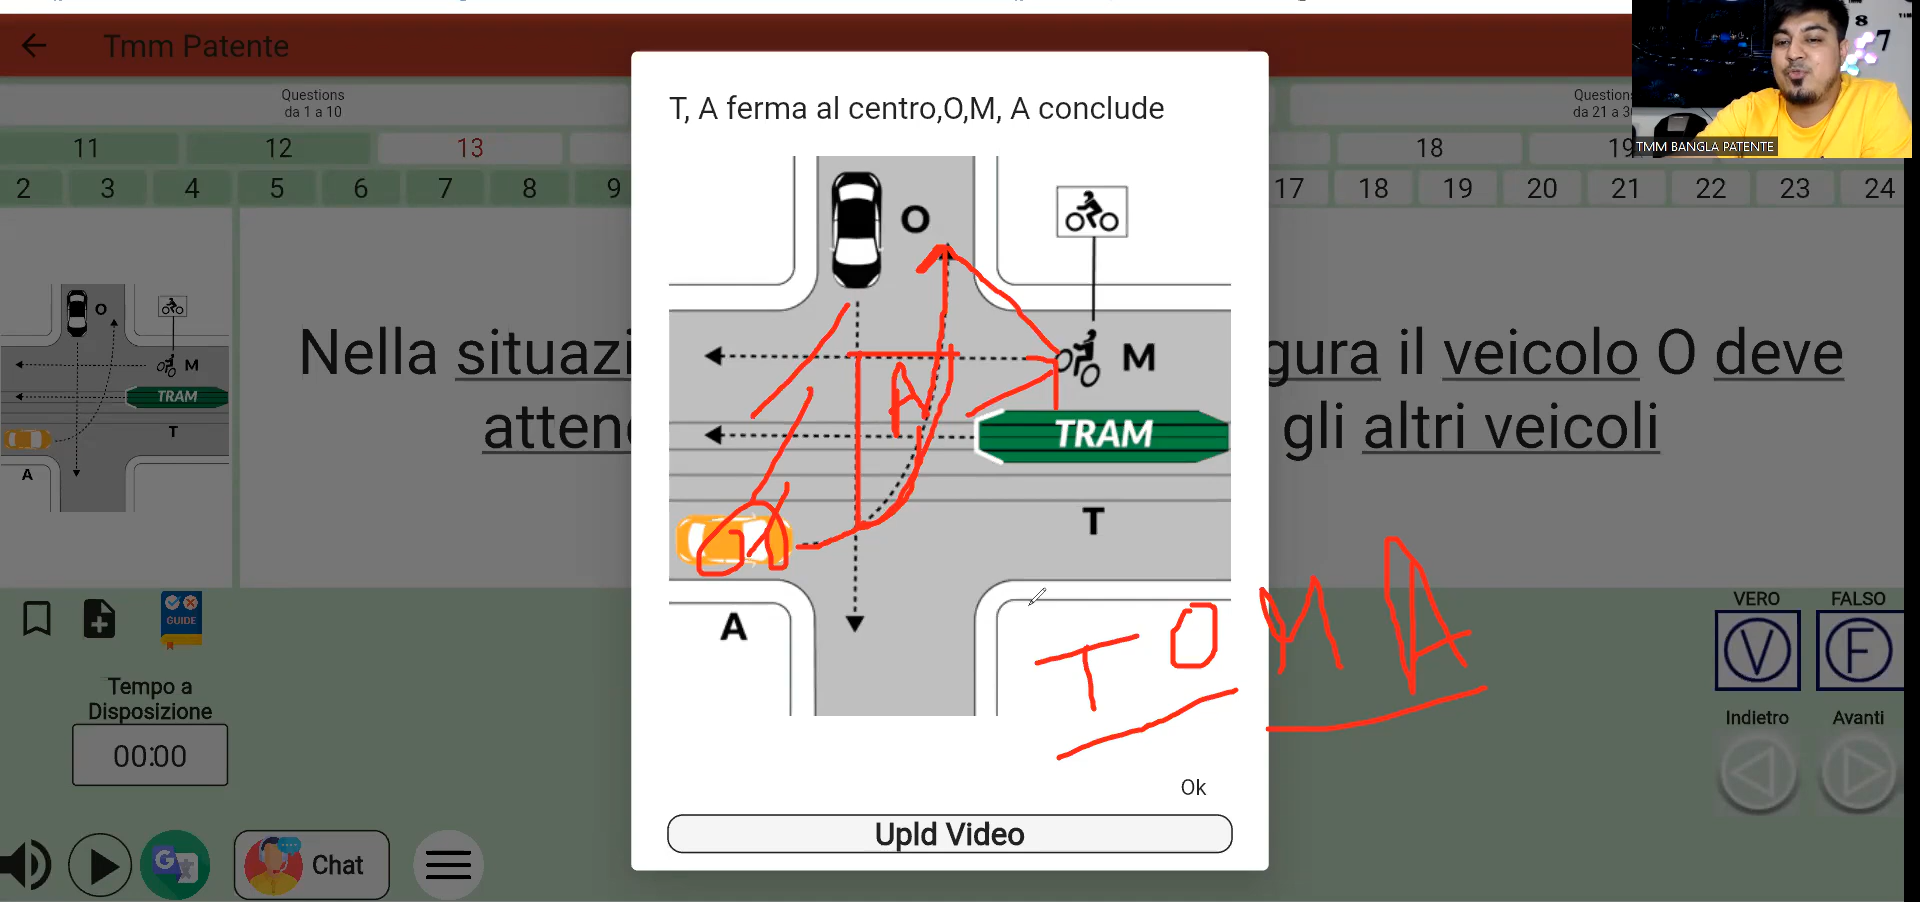 Tmm Patente
8
7
TMM BANGLA PATENTE
Questions
da 1 a 10
Questions
da 21 a 3
11 12 13 18 19
2 3 4 5 6 7 8 9 17 18 19 20 21 22 23 24
T, A ferma al centro,O,M, A conclude
O
M
TRAM
T
A
A
T O M A
O
M
TRAM
T
A
Nella situazi gura il veicolo O deve
atten gli altri veicoli
GUIDE
Tempo a
Disposizione
00:00
VERO FALSO
V F
Indietro Avanti
Ok
Upld Video
G
Chat